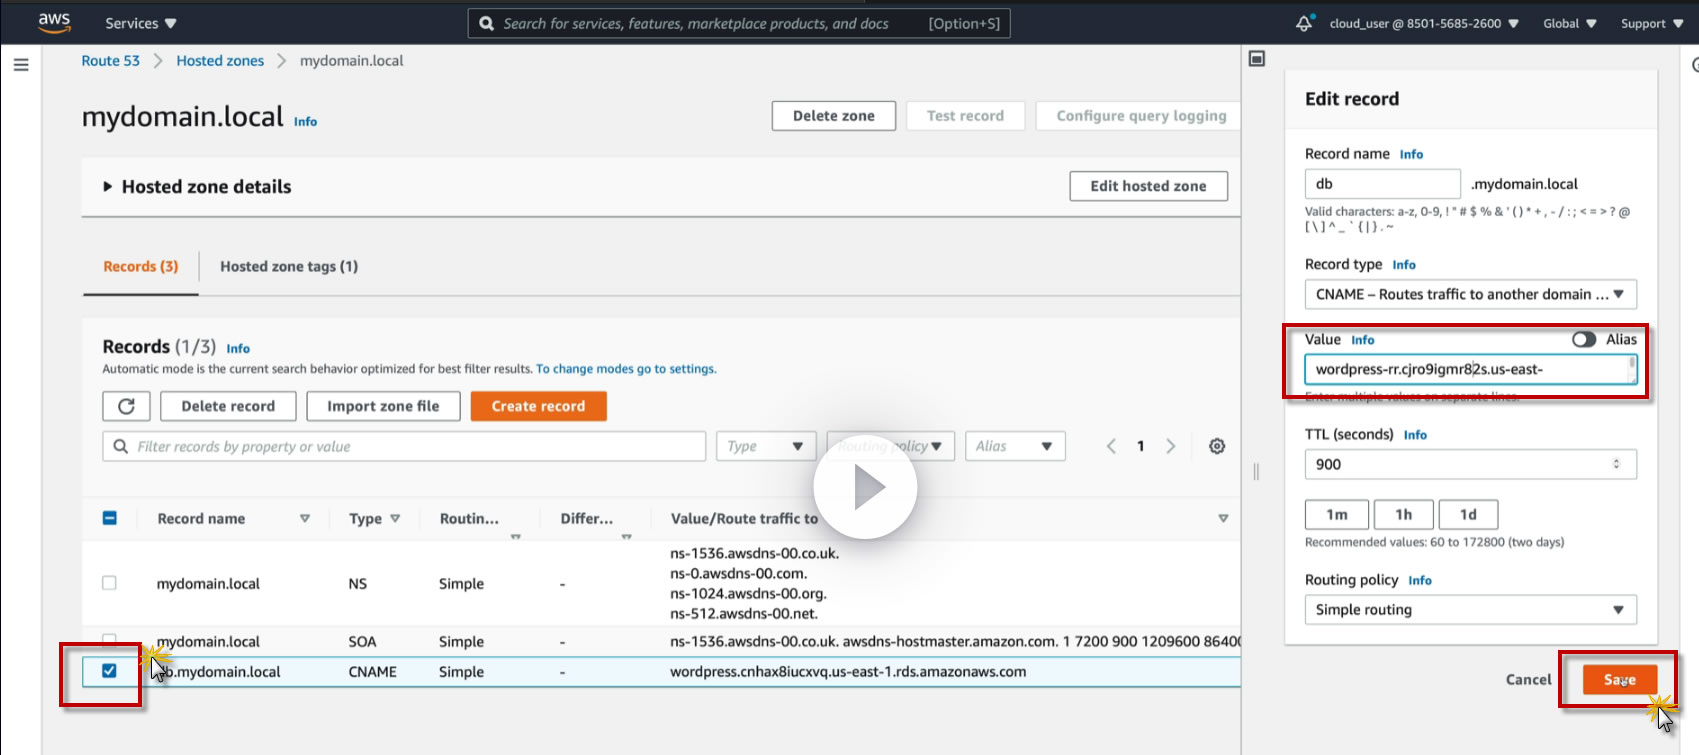 aws
Services
Search for services, features, marketplace products, and docs [Option+S]
cloud_user @ 8501-5685-2600
Global
Support
Route 53 > Hosted zones > mydomain.local
mydomain.local Info
Delete zone
Test record
Configure query logging
Hosted zone details
Edit hosted zone
Records (3)
Hosted zone tags (1)
Records (1/3) Info
Automatic mode is the current search behavior optimized for best filter results. To change modes go to settings.
Delete record
Import zone file
Create record
Filter records by property or value
Type
Routing policy
Alias
1
Record name
Type
Routin...
Differ...
Value/Route traffic to
ns-1536.awsdns-00.co.uk.
ns-0.awsdns-00.com.
mydomain.local NS Simple -
ns-1024.awsdns-00.org.
ns-512.awsdns-00.net.
mydomain.local SOA Simple - ns-1536.awsdns-00.co.uk. awsdns-hostmaster.amazon.com. 1 7200 900 1209600 86400
b.mydomain.local CNAME Simple - wordpress.cnhax8iucxvq.us-east-1.rds.amazonaws.com
Edit record
Record name Info
db .mydomain.local
Valid characters: a-z, 0-9, ! " # $ % & ' ( ) * + , - / : ; < = > ? @
[ \ ] ^ _ ` { | } . ~
Record type Info
CNAME – Routes traffic to another domain ...
Value Info
Alias
wordpress-rr.cjro9igmr82s.us-east-
Enter multiple values on separate lines.
TTL (seconds) Info
900
1m
1h
1d
Recommended values: 60 to 172800 (two days)
Routing policy Info
Simple routing
Cancel
Save